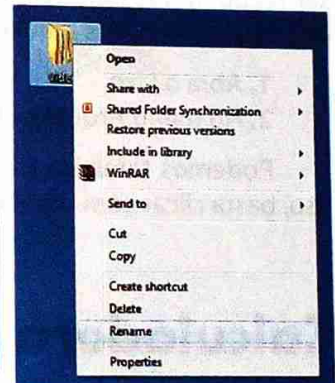 Open
Share with
Shared Folder Synchronization
Restore previous versions
Include in library
WinRAR
Send to
Cut
Copy
Create shortcut
Delete
Rename
Properties